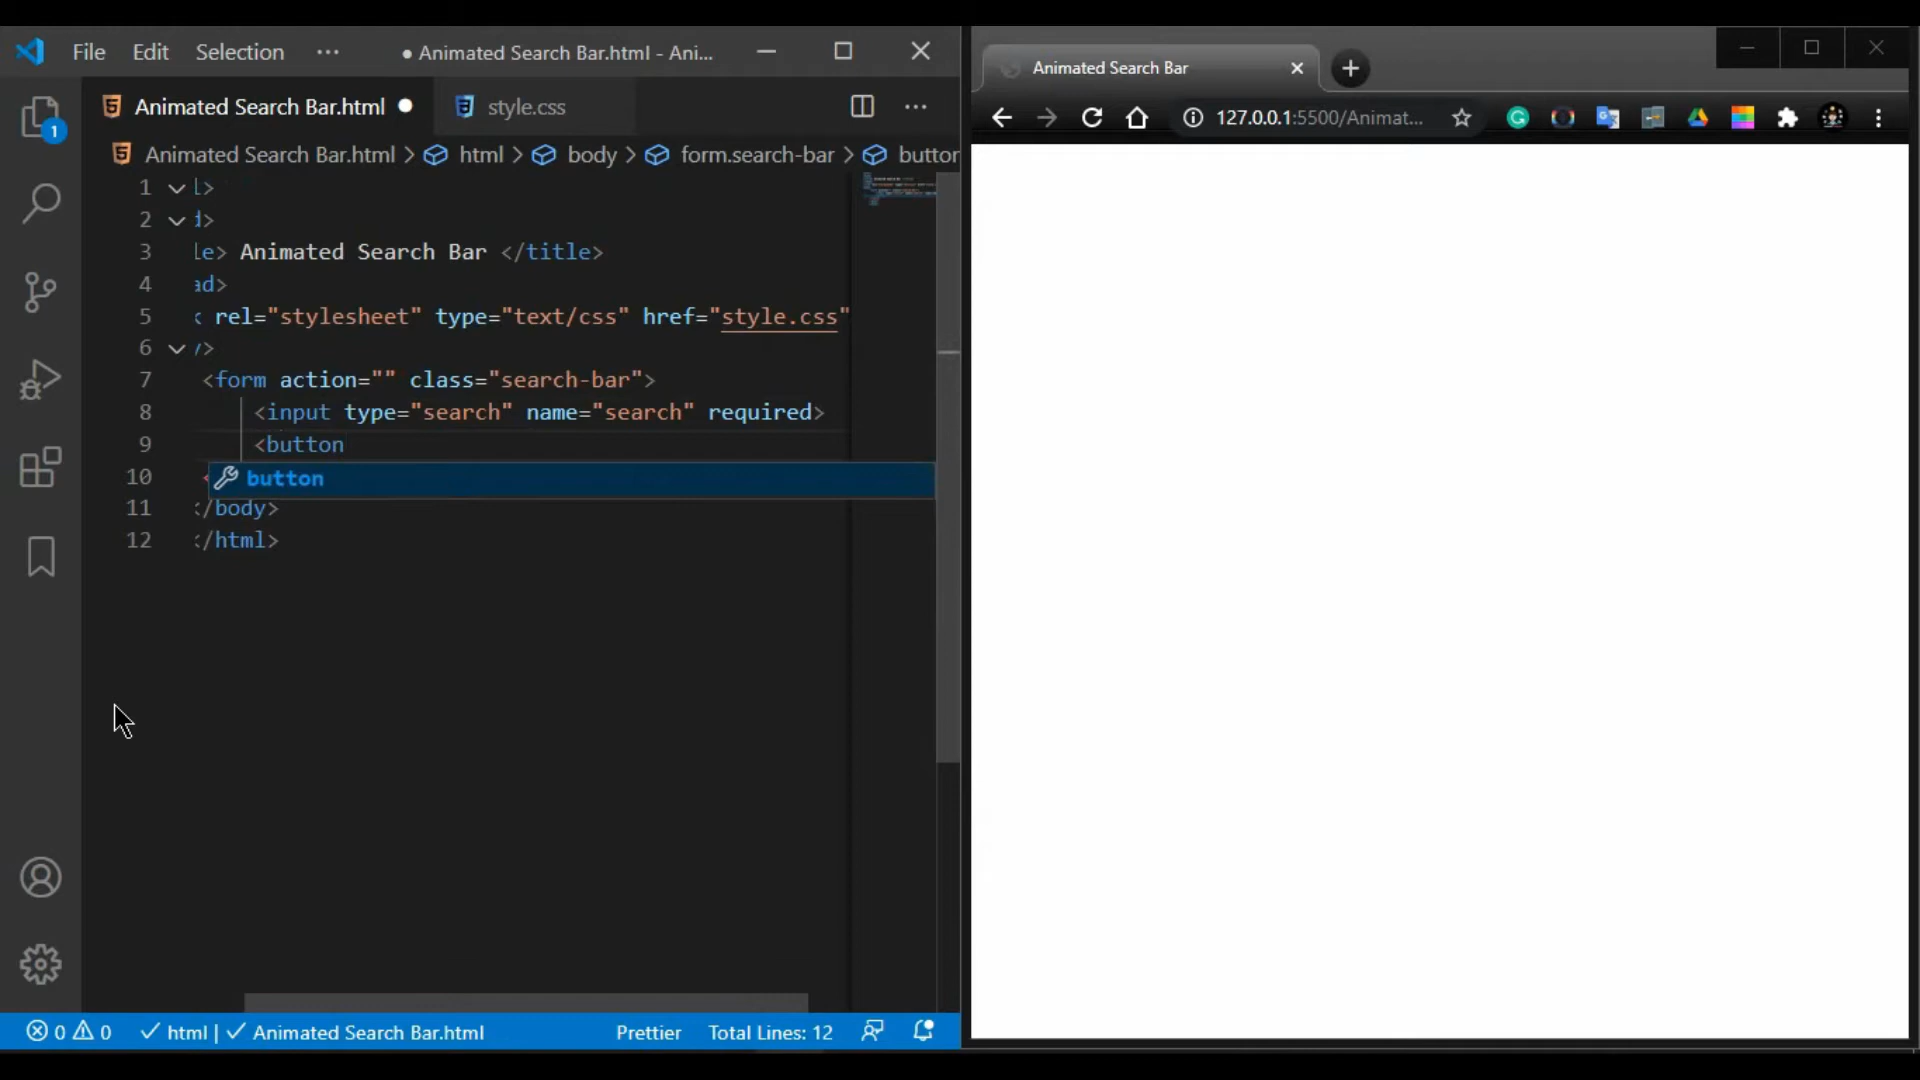 File Edit Selection ··· ● Animated Search Bar.html - Ani...
Animated Search Bar.html ● style.css ···
Animated Search Bar.html > html > body > form.search-bar > button
1 l>
2 d>
3 le> Animated Search Bar </title>
4 ad>
5 k rel="stylesheet" type="text/css" href="style.css"
6 y>
7 <form action="" class="search-bar">
8 <input type="search" name="search" required>
9 <button
10 < button
11 </body>
12 </html>
1
0 0 html | Animated Search Bar.html Prettier Total Lines: 12
Animated Search Bar
127.0.0.1:5500/Animat...